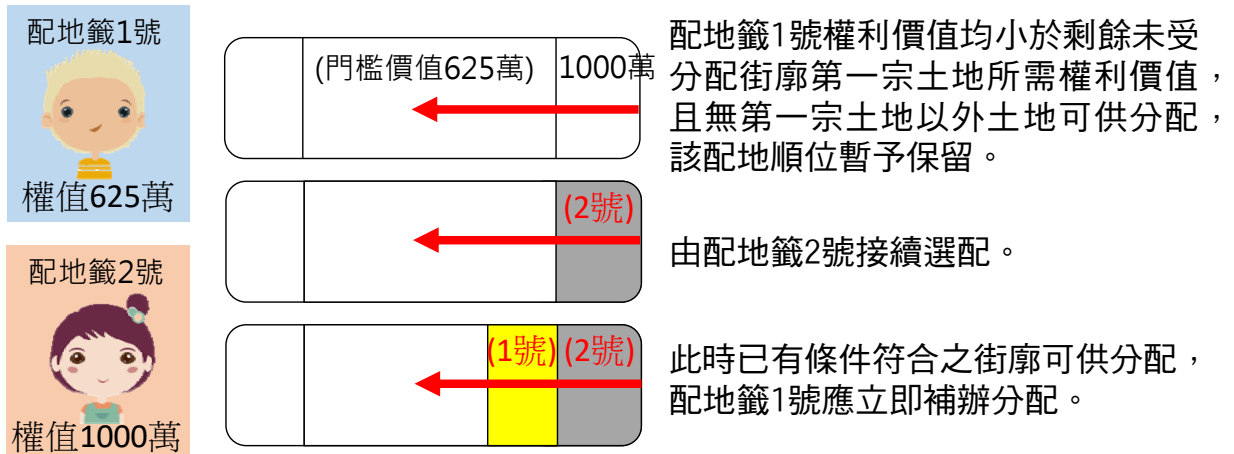 配地籤1號
權值625萬
(門檻價值625萬)
1000萬
配地籤1號權利價值均小於剩餘未受
分配街廓第一宗土地所需權利價值，
且無第一宗土地以外土地可供分配，
該配地順位暫予保留。
配地籤2號
權值1000萬
(2號)
由配地籤2號接續選配。
(1號)
(2號)
此時已有條件符合之街廓可供分配，
配地籤1號應立即補辦分配。